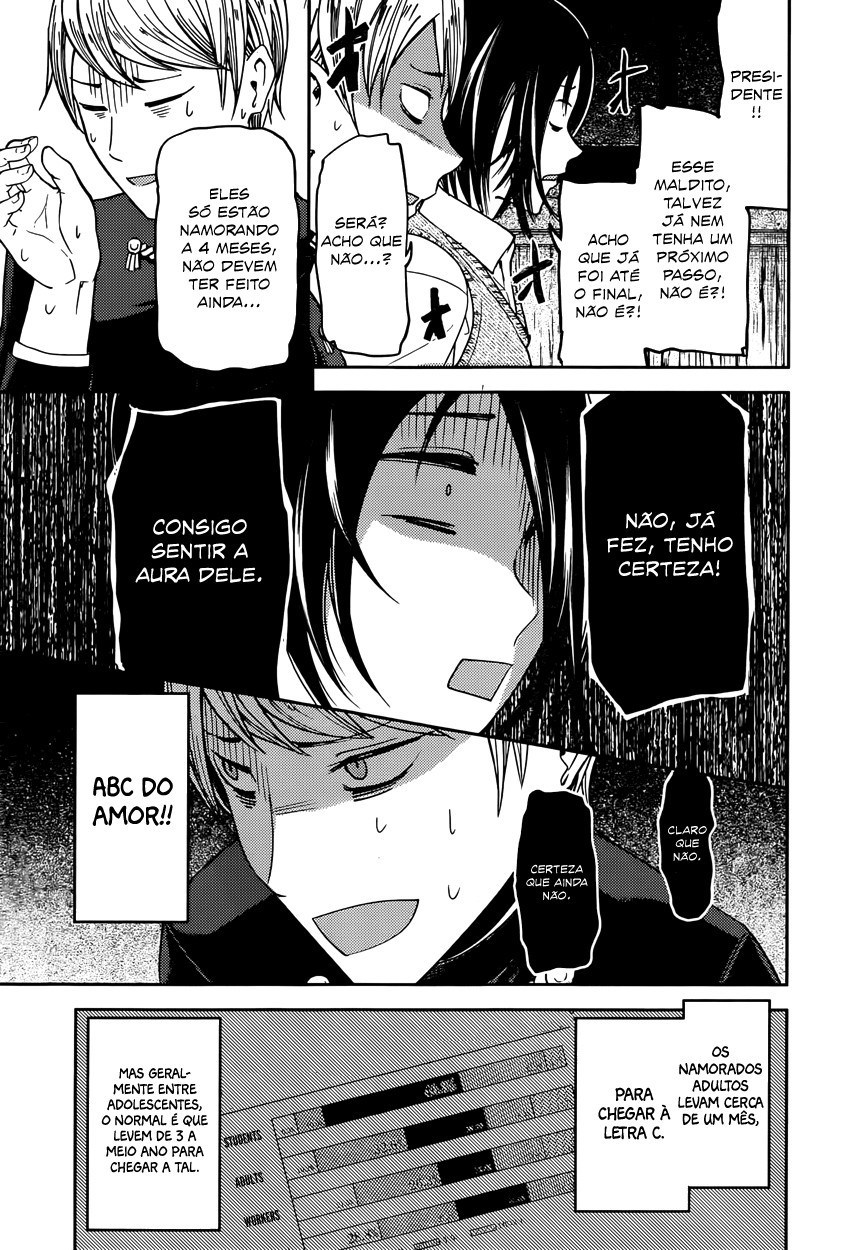 PRESI-
DENTE
!!
ESSE
MALDITO,
TALVEZ
JÁ NEM
TENHA UM
PRÓXIMO
PASSO,
NÃO É?!
ACHO
QUE JÁ
FOI ATÉ
O FINAL,
NÃO É?!
SERÁ?
ACHO QUE
NÃO...?
ELES
SÓ ESTÃO
NAMORANDO
A 4 MESES,
NÃO DEVEM
TER FEITO
AINDA...
NÃO, JÁ
FEZ, TENHO
CERTEZA!
CONSIGO
SENTIR A
AURA DELE.
CLARO
QUE
NÃO.
CERTEZA
QUE AINDA
NÃO.
ABC DO
AMOR!!
OS
NAMORADOS
ADULTOS
LEVAM CERCA
DE UM MÊS,
PARA
CHEGAR À
LETRA C.
MAS GERAL-
MENTE ENTRE
ADOLESCENTES,
O NORMAL É QUE
LEVEM DE 3 A
MEIO ANO PARA
CHEGAR A TAL.
STUDENTS
ADULTS
WORKERS